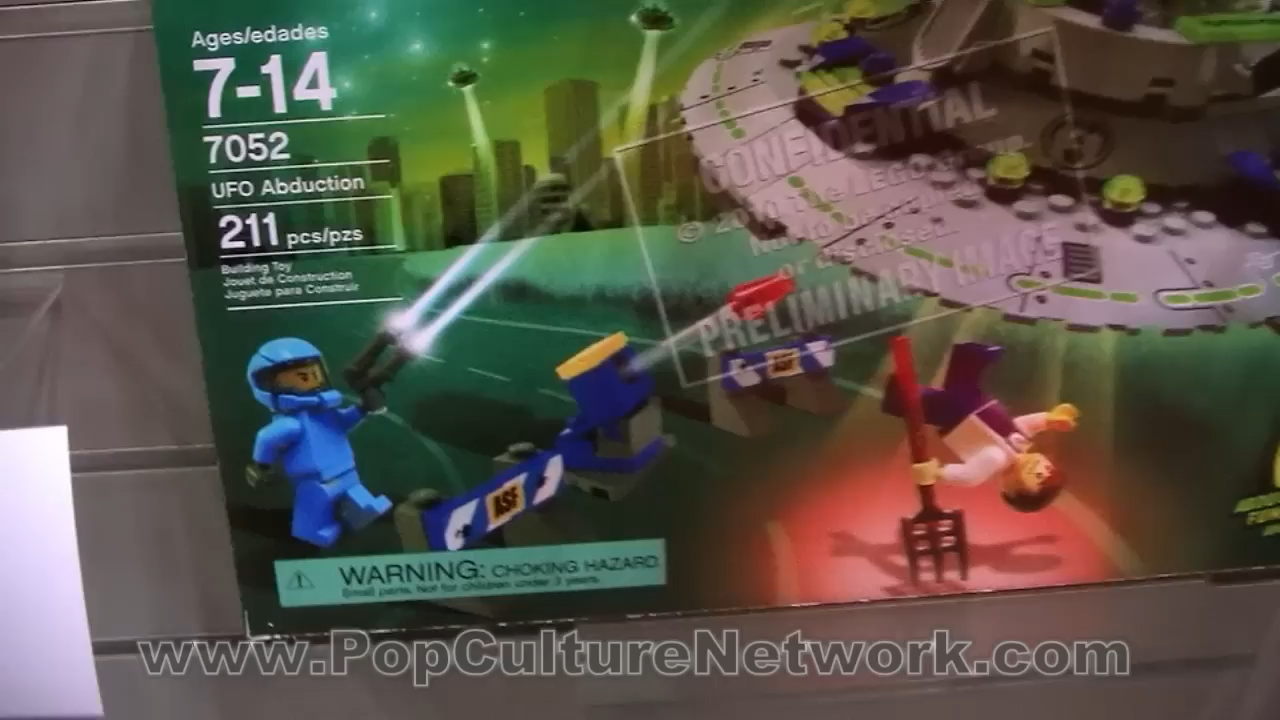 Ages/edades
7-14
7052
UFO Abduction
211 pcs/pzs
Building Toy
Jouet de Construction
Juguete para Construir
CONFIDENTIAL
PRELIMINARY IMAGE
ASF
ASF
WARNING: CHOKING HAZARD.
Small parts. Not for children under 3 years.
www.PopCultureNetwork.com